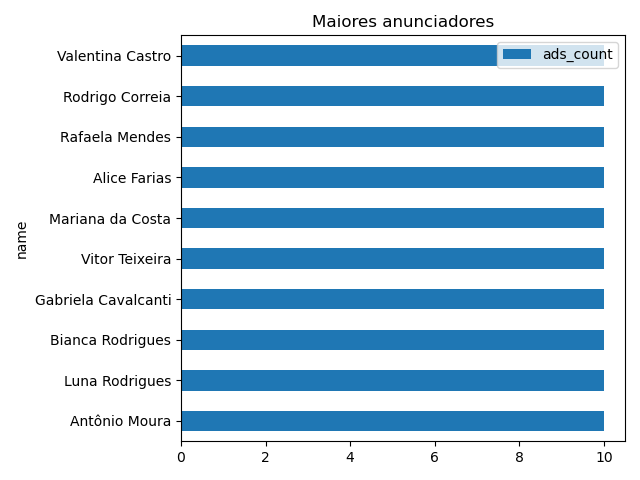 Maiores anunciadores
ads_count
name
Valentina Castro
Rodrigo Correia
Rafaela Mendes
Alice Farias
Mariana da Costa
Vitor Teixeira
Gabriela Cavalcanti
Bianca Rodrigues
Luna Rodrigues
Antônio Moura
0 2 4 6 8 10